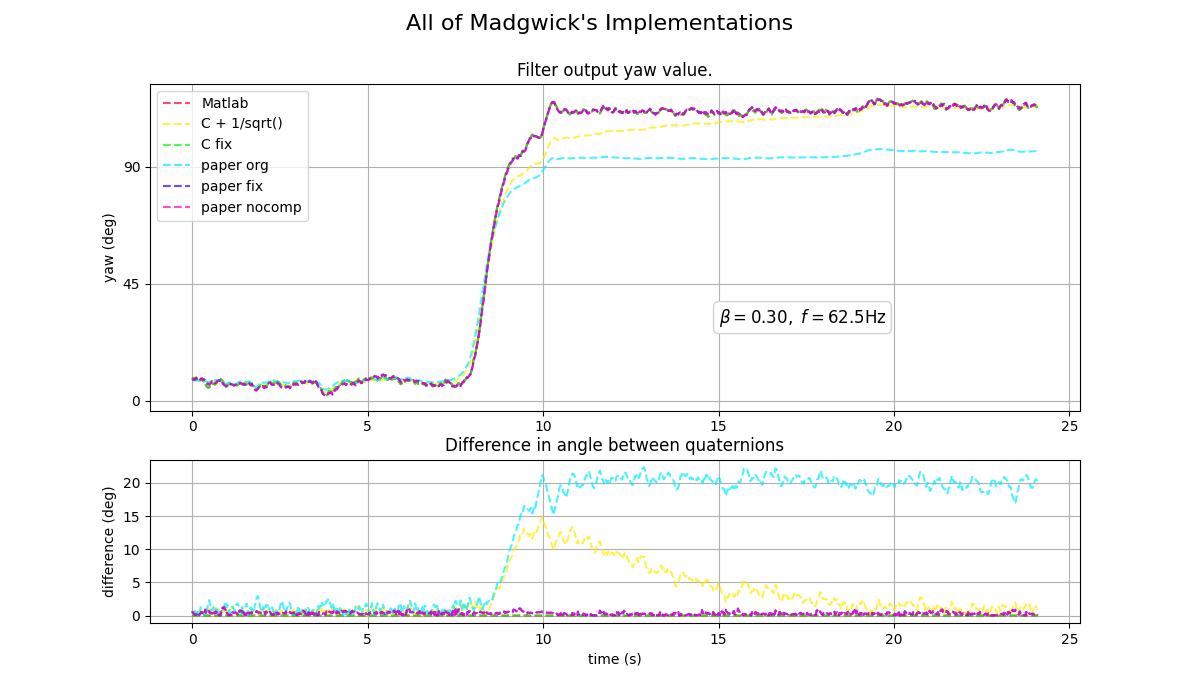 All of Madgwick's Implementations
Filter output yaw value.
Matlab
C + 1/sqrt()
C fix
paper org
paper fix
paper nocomp
yaw (deg)
90
45
0
β = 0.30, f = 62.5Hz
0 5 10 15 20 25
Difference in angle between quaternions
difference (deg)
20
15
10
5
0
0 5 10 15 20 25
time (s)